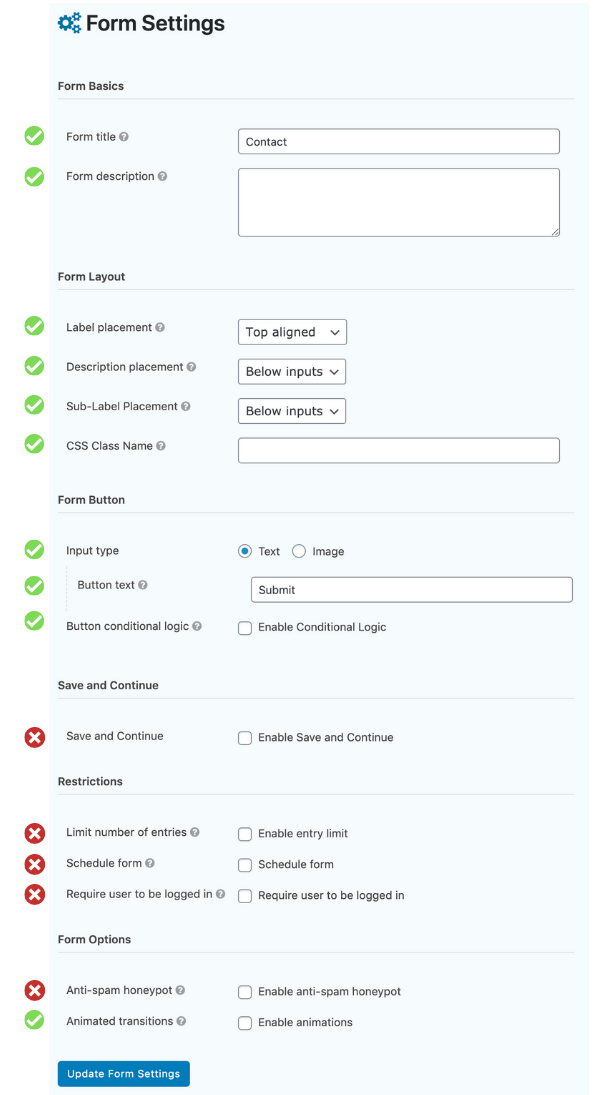 Form Settings
Form Basics
Form title
Contact
Form description
Form Layout
Label placement
Top aligned
Description placement
Below inputs
Sub-Label Placement
Below inputs
CSS Class Name
Form Button
Input type
Text Image
Button text
Submit
Button conditional logic
Enable Conditional Logic
Save and Continue
Save and Continue
Enable Save and Continue
Restrictions
Limit number of entries
Enable entry limit
Schedule form
Schedule form
Require user to be logged in
Require user to be logged in
Form Options
Anti-spam honeypot
Enable anti-spam honeypot
Animated transitions
Enable animations
Update Form Settings